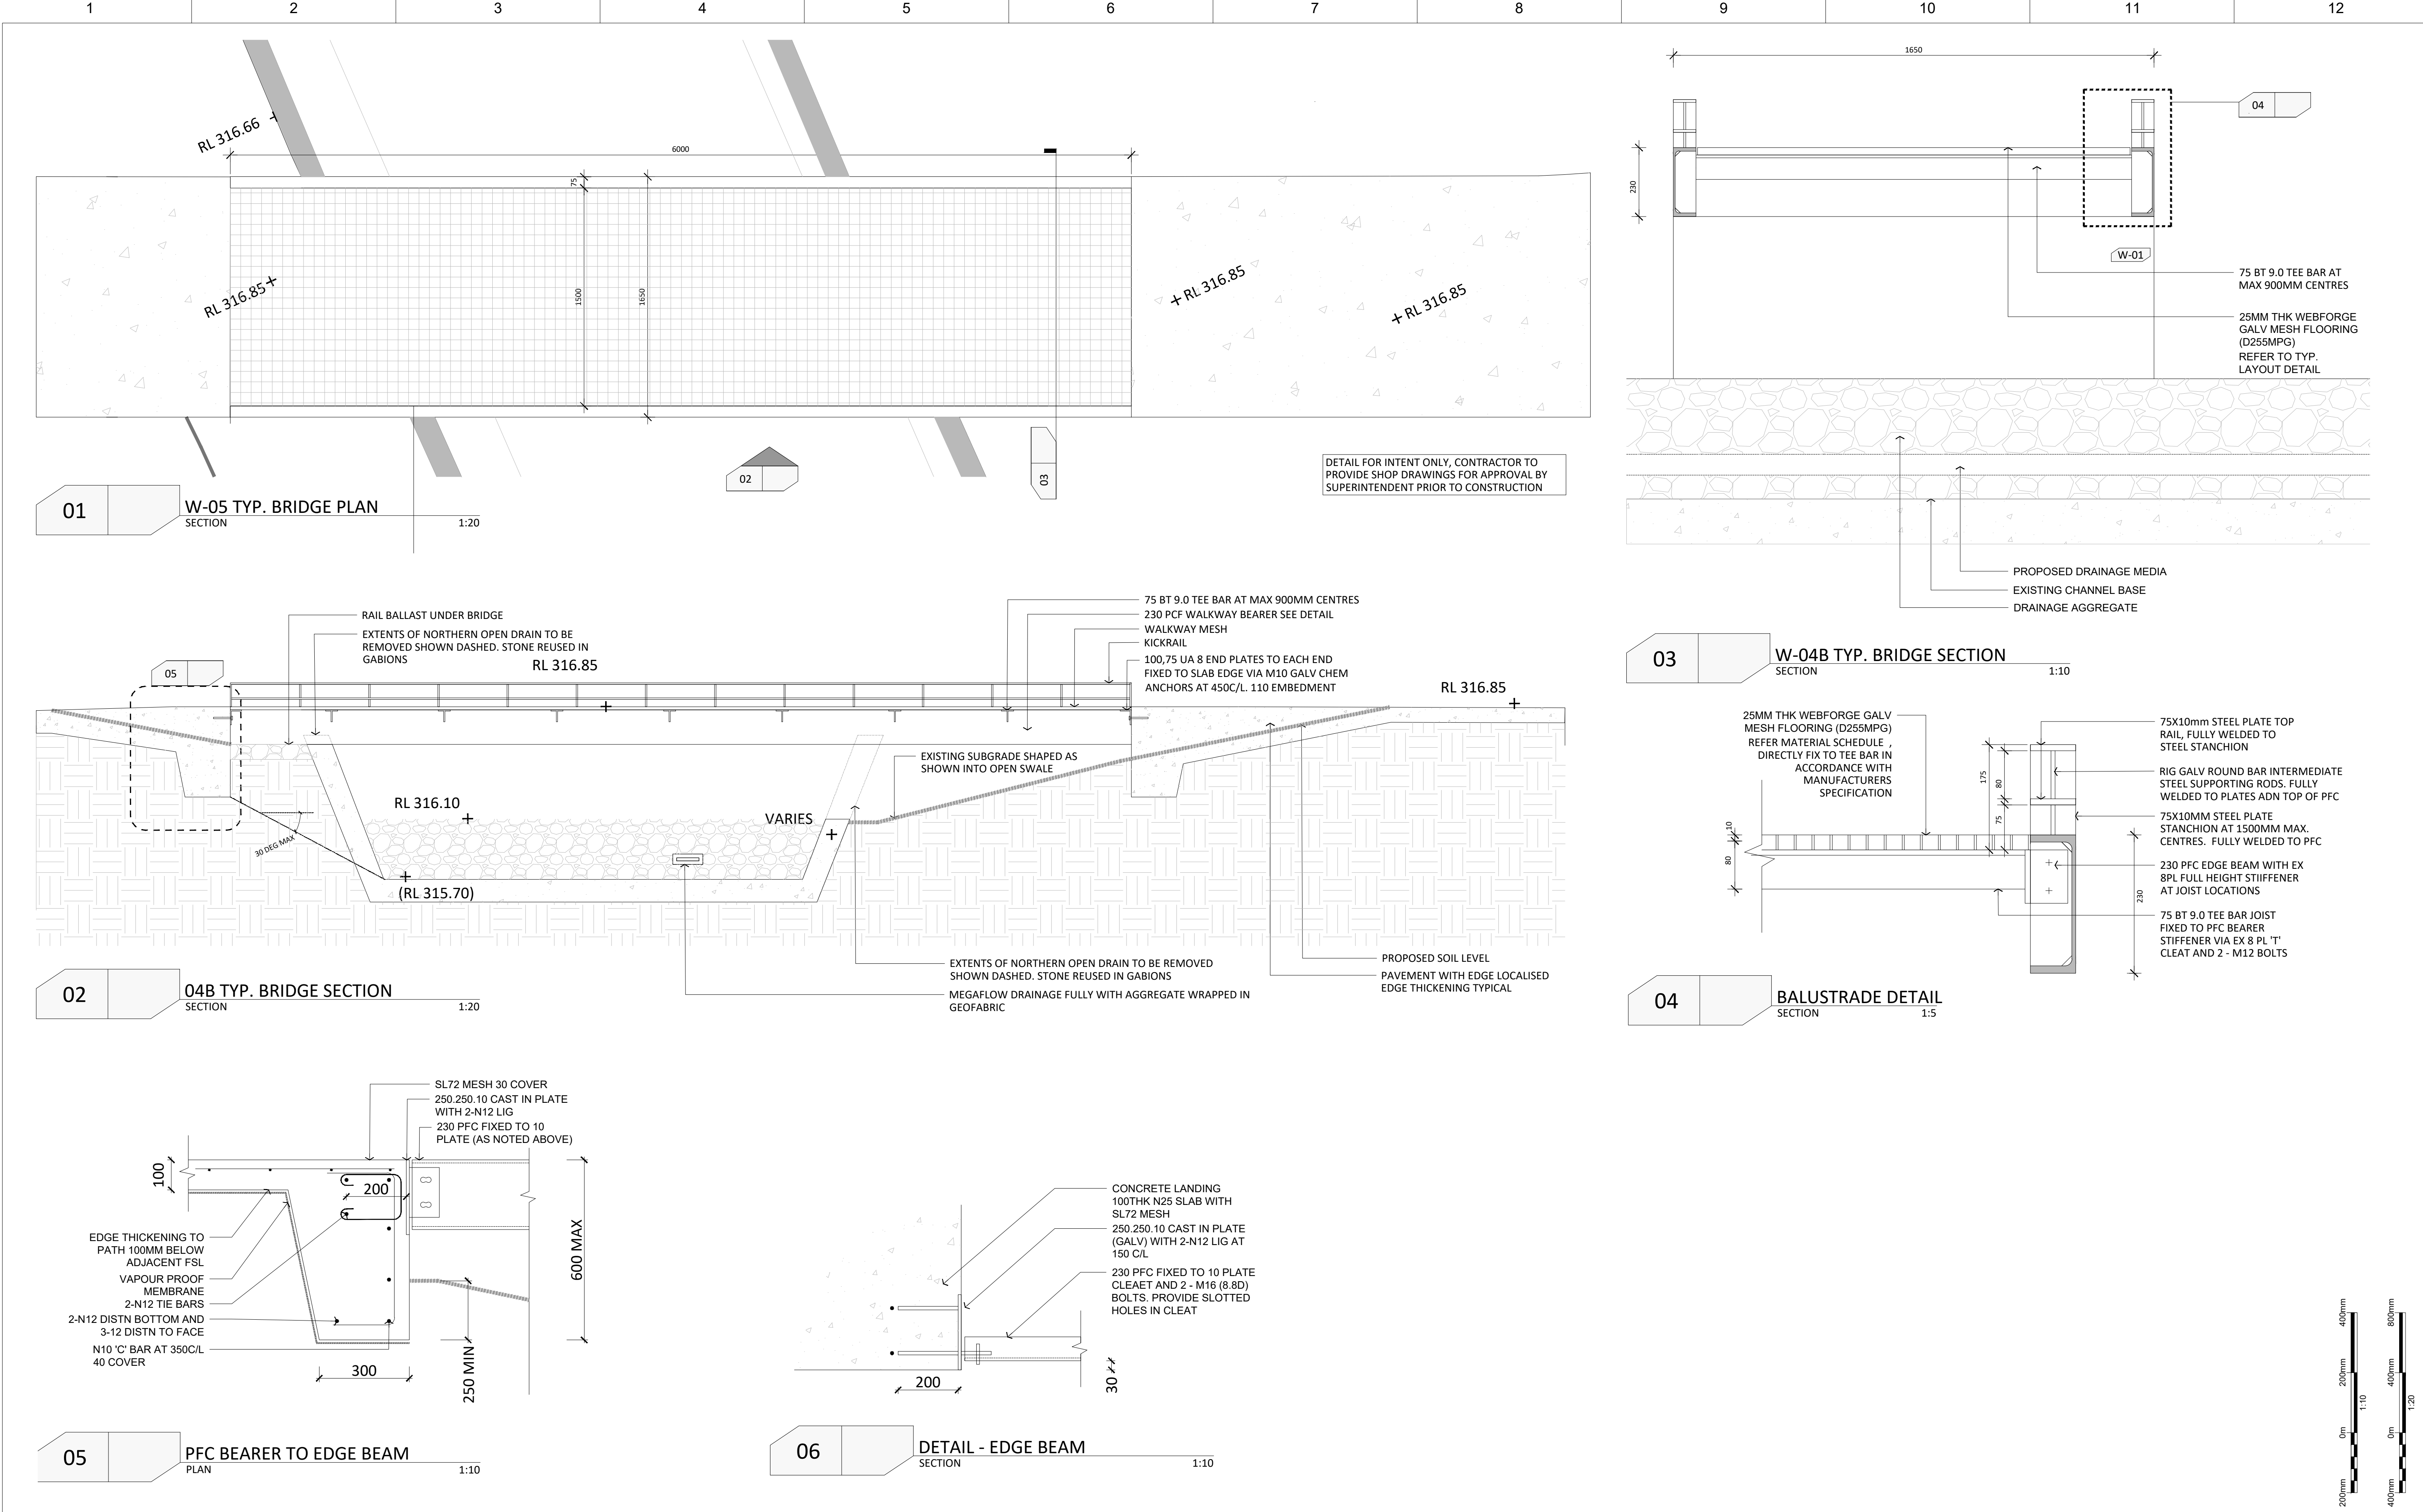 1
2
3
4
5
6
7
8
9
10
11
12
RL 316.66
6000
75
1500
1650
RL 316.85
RL 316.85
RL 316.85
02
03
DETAIL FOR INTENT ONLY, CONTRACTOR TO
PROVIDE SHOP DRAWINGS FOR APPROVAL BY
SUPERINTENDENT PRIOR TO CONSTRUCTION
01
W-05 TYP. BRIDGE PLAN
SECTION
1:20
1650
230
04
W-01
75 BT 9.0 TEE BAR AT
MAX 900MM CENTRES
25MM THK WEBFORGE
GALV MESH FLOORING
(D255MPG)
REFER TO TYP.
LAYOUT DETAIL
PROPOSED DRAINAGE MEDIA
EXISTING CHANNEL BASE
DRAINAGE AGGREGATE
03
W-04B TYP. BRIDGE SECTION
SECTION
1:10
RAIL BALLAST UNDER BRIDGE
EXTENTS OF NORTHERN OPEN DRAIN TO BE
REMOVED SHOWN DASHED. STONE REUSED IN
GABIONS
RL 316.85
05
75 BT 9.0 TEE BAR AT MAX 900MM CENTRES
230 PCF WALKWAY BEARER SEE DETAIL
WALKWAY MESH
KICKRAIL
100,75 UA 8 END PLATES TO EACH END
FIXED TO SLAB EDGE VIA M10 GALV CHEM
ANCHORS AT 450C/L. 110 EMBEDMENT
RL 316.85
EXISTING SUBGRADE SHAPED AS
SHOWN INTO OPEN SWALE
RL 316.10
VARIES
30 DEG MAX
(RL 315.70)
EXTENTS OF NORTHERN OPEN DRAIN TO BE REMOVED
SHOWN DASHED. STONE REUSED IN GABIONS
MEGAFLOW DRAINAGE FULLY WITH AGGREGATE WRAPPED IN
GEOFABRIC
PROPOSED SOIL LEVEL
PAVEMENT WITH EDGE LOCALISED
EDGE THICKENING TYPICAL
02
04B TYP. BRIDGE SECTION
SECTION
1:20
25MM THK WEBFORGE GALV
MESH FLOORING (D255MPG)
REFER MATERIAL SCHEDULE ,
DIRECTLY FIX TO TEE BAR IN
ACCORDANCE WITH
MANUFACTURERS
SPECIFICATION
175
80
75
10
80
230
75X10mm STEEL PLATE TOP
RAIL, FULLY WELDED TO
STEEL STANCHION
RIG GALV ROUND BAR INTERMEDIATE
STEEL SUPPORTING RODS. FULLY
WELDED TO PLATES ADN TOP OF PFC
75X10MM STEEL PLATE
STANCHION AT 1500MM MAX.
CENTRES. FULLY WELDED TO PFC
230 PFC EDGE BEAM WITH EX
8PL FULL HEIGHT STIIFFENER
AT JOIST LOCATIONS
75 BT 9.0 TEE BAR JOIST
FIXED TO PFC BEARER
STIFFENER VIA EX 8 PL 'T'
CLEAT AND 2 - M12 BOLTS
04
BALUSTRADE DETAIL
SECTION
1:5
SL72 MESH 30 COVER
250.250.10 CAST IN PLATE
WITH 2-N12 LIG
230 PFC FIXED TO 10
PLATE (AS NOTED ABOVE)
100
200
600 MAX
EDGE THICKENING TO
PATH 100MM BELOW
ADJACENT FSL
VAPOUR PROOF
MEMBRANE
2-N12 TIE BARS
2-N12 DISTN BOTTOM AND
3-12 DISTN TO FACE
N10 'C' BAR AT 350C/L
40 COVER
300
250 MIN
05
PFC BEARER TO EDGE BEAM
PLAN
1:10
CONCRETE LANDING
100THK N25 SLAB WITH
SL72 MESH
250.250.10 CAST IN PLATE
(GALV) WITH 2-N12 LIG AT
150 C/L
230 PFC FIXED TO 10 PLATE
CLEAET AND 2 - M16 (8.8D)
BOLTS. PROVIDE SLOTTED
HOLES IN CLEAT
200
30
06
DETAIL - EDGE BEAM
SECTION
1:10
400mm
200mm
0m
200mm
1:10
800mm
400mm
0m
400mm
1:20